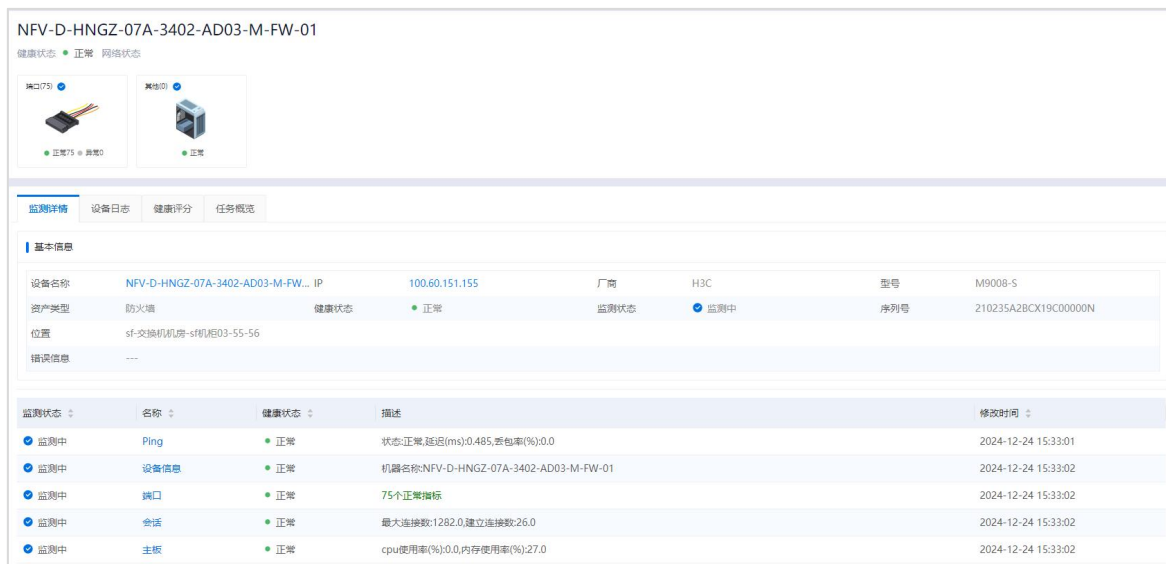 NFV-D-HNGZ-07A-3402-AD03-M-FW-01
健康状态 正常 网络状态
端口(75) 其他(0)
正常75 异常0 正常
监测详情 设备日志 健康评分 任务概览
基本信息
设备名称 NFV-D-HNGZ-07A-3402-AD03-M-FW... IP 100.60.151.155 厂商 H3C 型号 M9008-S
资产类型 防火墙 健康状态 正常 监测状态 监测中 序列号 210235A2BCX19C00000N
位置 sf-交换机机房-sf机柜03-55-56
错误信息 ---
监测状态 名称 健康状态 描述 修改时间
监测中 Ping 正常 状态:正常,延迟(ms):0.485,丢包率(%):0.0 2024-12-24 15:33:01
监测中 设备信息 正常 机器名称:NFV-D-HNGZ-07A-3402-AD03-M-FW-01 2024-12-24 15:33:02
监测中 端口 正常 75个正常指标 2024-12-24 15:33:02
监测中 会话 正常 最大连接数:1282.0,建立连接数:26.0 2024-12-24 15:33:02
监测中 主板 正常 cpu使用率(%):0.0,内存使用率(%):27.0 2024-12-24 15:33:02